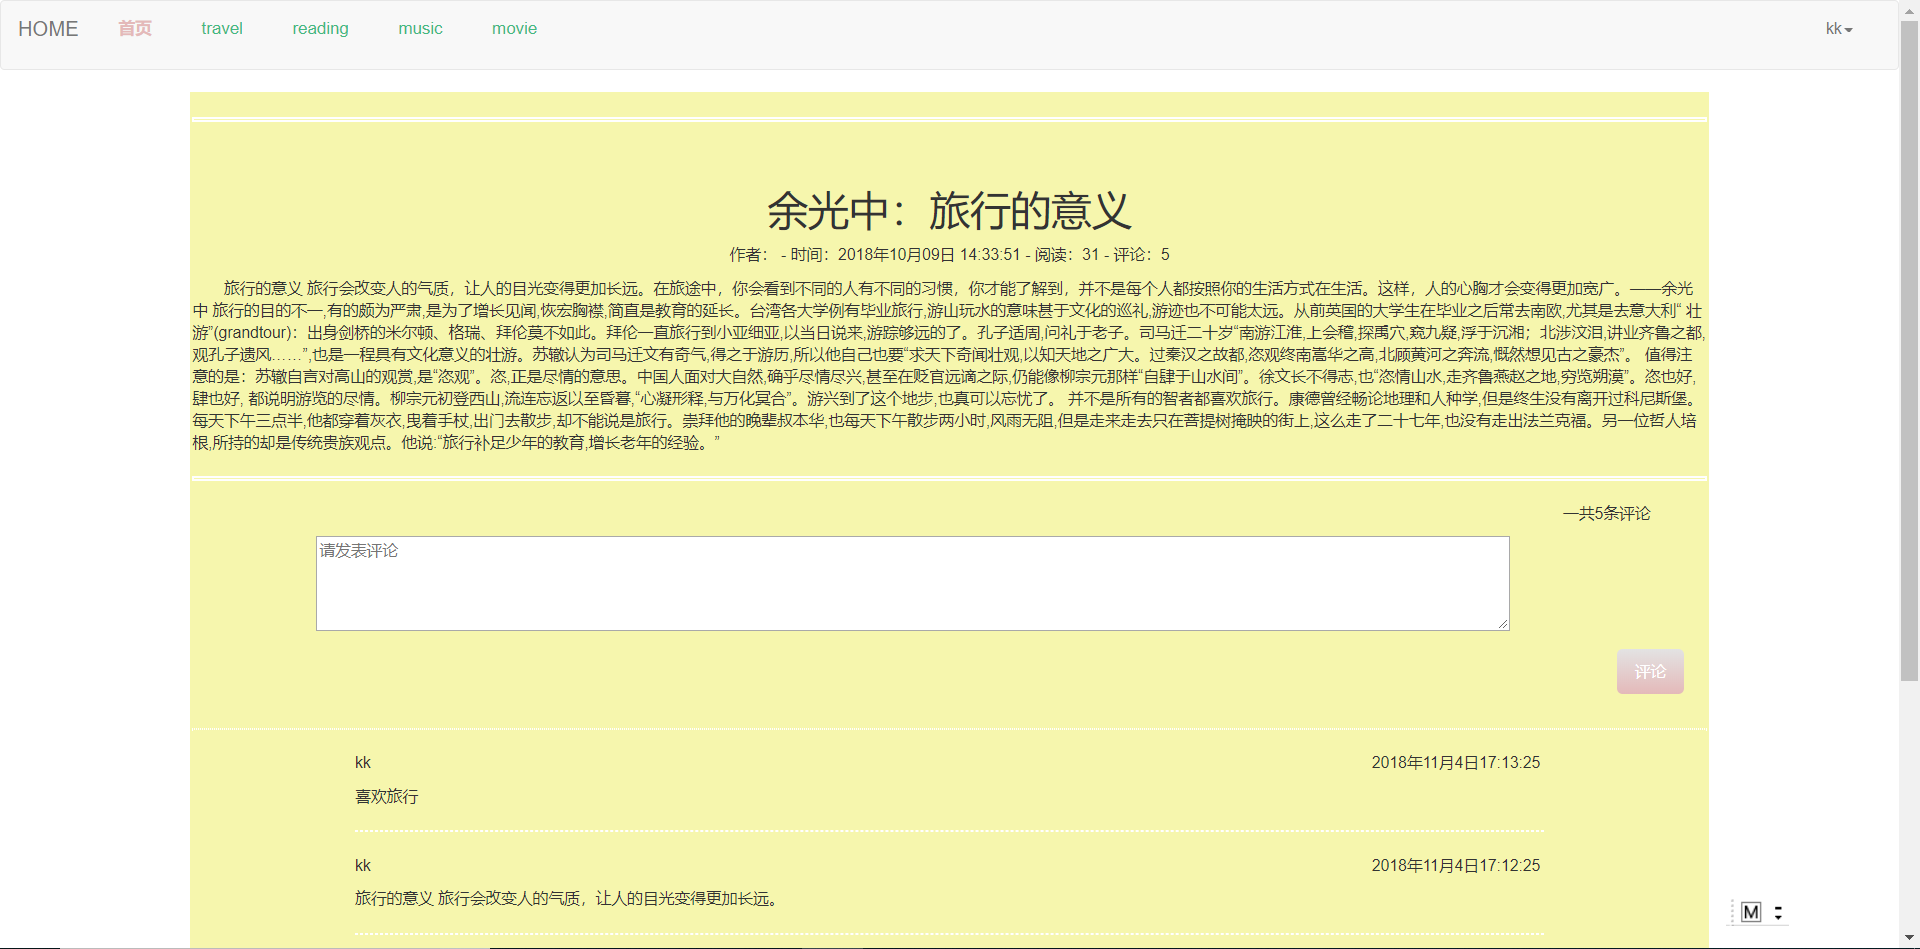 HOME 首页 travel reading music movie kk
余光中：旅行的意义
作者： - 时间：2018年10月09日 14:33:51 - 阅读：31 - 评论：5
旅行的意义 旅行会改变人的气质，让人的目光变得更加长远。在旅途中，你会看到不同的人有不同的习惯，你才能了解到，并不是每个人都按照你的生活方式在生活。这样，人的心胸才会变得更加宽广。——余光
中 旅行的目的不一,有的颇为严肃,是为了增长见闻,恢宏胸襟,简直是教育的延长。台湾各大学例有毕业旅行,游山玩水的意味甚于文化的巡礼,游迹也不可能太远。从前英国的大学生在毕业之后常去南欧,尤其是去意大利“ 壮
游”(grandtour)：出身剑桥的米尔顿、格瑞、拜伦莫不如此。拜伦一直旅行到小亚细亚,以当日说来,游踪够远的了。孔子适周,问礼于老子。司马迁二十岁“南游江淮,上会稽,探禹穴,窥九疑,浮于沉湘；北涉汶泪,讲业齐鲁之都,
观孔子遗风……”,也是一程具有文化意义的壮游。苏辙认为司马迁文有奇气,得之于游历,所以他自己也要“求天下奇闻壮观,以知天地之广大。过秦汉之故都,恣观终南嵩华之高,北顾黄河之奔流,慨然想见古之豪杰”。 值得注
意的是：苏辙自言对高山的观赏,是“恣观”。恣,正是尽情的意思。中国人面对大自然,确乎尽情尽兴,甚至在贬官远谪之际,仍能像柳宗元那样“自肆于山水间”。徐文长不得志,也“恣情山水,走齐鲁燕赵之地,穷览朔漠”。恣也好,
肆也好, 都说明游览的尽情。柳宗元初登西山,流连忘返以至昏暮,“心凝形释,与万化冥合”。游兴到了这个地步,也真可以忘忧了。 并不是所有的智者都喜欢旅行。康德曾经畅论地理和人种学,但是终生没有离开过科尼斯堡。
每天下午三点半,他都穿着灰衣,曳着手杖,出门去散步,却不能说是旅行。崇拜他的晚辈叔本华,也每天下午散步两小时,风雨无阻,但是走来走去只在菩提树掩映的街上,这么走了二十七年,也没有走出法兰克福。另一位哲人培
根,所持的却是传统贵族观点。他说:“旅行补足少年的教育,增长老年的经验。”
一共5条评论
请发表评论
评论
kk 2018年11月4日17:13:25
喜欢旅行
kk 2018年11月4日17:12:25
旅行的意义 旅行会改变人的气质，让人的目光变得更加长远。
M